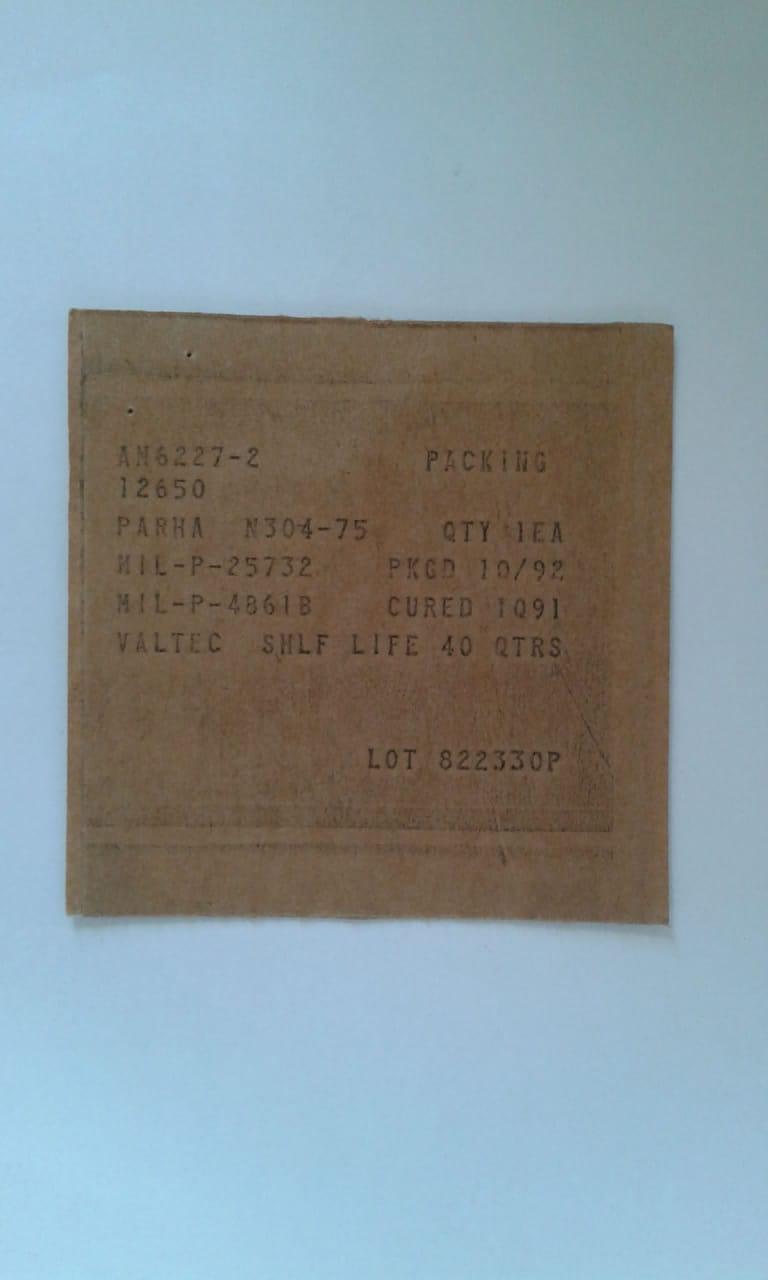 AN6227-2 PACKING
12650
PARHA N304-75 QTY 1EA
MIL-P-25732 PKGD 10/92
MIL-P-4861B CURED 1Q91
VALTEC SHLF LIFE 40 QTRS
LOT 822330P